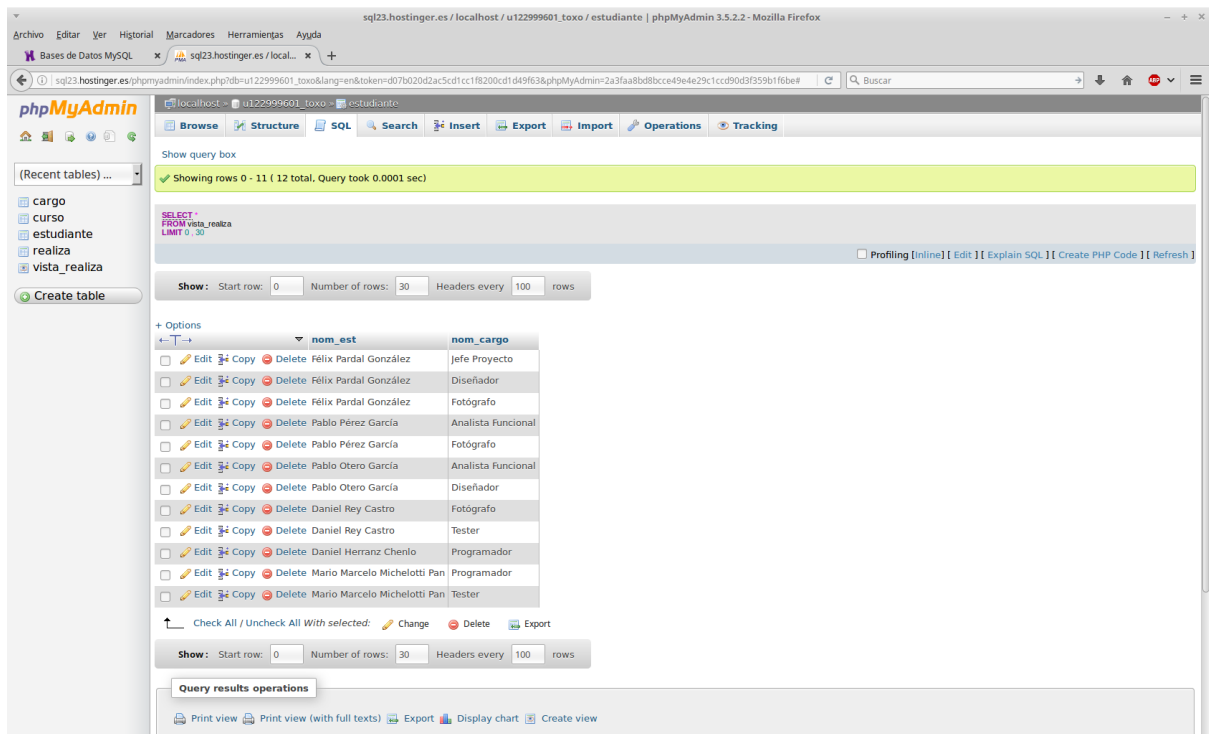 sql23.hostinger.es / localhost / u122999601_toxo / estudiante | phpMyAdmin 3.5.2.2 - Mozilla Firefox
Archivo Editar Ver Historial Marcadores Herramientas Ayuda
Bases de Datos MySQL sql23.hostinger.es / local...
sql23.hostinger.es/phpmyadmin/index.php?db=u122999601_toxo&lang=en&token=d07b020d2ac5cd1cc1f8200cd1d49f63&phpMyAdmin=2a3faa8bd8bcce49e4e29c1ccd90d3f359b1f6be# Buscar
phpMyAdmin
localhost » u122999601_toxo » estudiante
Browse Structure SQL Search Insert Export Import Operations Tracking
Show query box
(Recent tables) ...
Showing rows 0 - 11 ( 12 total, Query took 0.0001 sec)
cargo
curso
estudiante
realiza
vista_realiza
Create table
SELECT *
FROM vista_realiza
LIMIT 0 , 30
Profiling [Inline] [ Edit ] [ Explain SQL ] [ Create PHP Code ] [ Refresh ]
Show : Start row: 0 Number of rows: 30 Headers every 100 rows
+ Options
nom_est nom_cargo
Edit Copy Delete Félix Pardal González Jefe Proyecto
Edit Copy Delete Félix Pardal González Diseñador
Edit Copy Delete Félix Pardal González Fotógrafo
Edit Copy Delete Pablo Pérez García Analista Funcional
Edit Copy Delete Pablo Pérez García Fotógrafo
Edit Copy Delete Pablo Otero García Analista Funcional
Edit Copy Delete Pablo Otero García Diseñador
Edit Copy Delete Daniel Rey Castro Fotógrafo
Edit Copy Delete Daniel Rey Castro Tester
Edit Copy Delete Daniel Herranz Chenlo Programador
Edit Copy Delete Mario Marcelo Michelotti Pan Programador
Edit Copy Delete Mario Marcelo Michelotti Pan Tester
Check All / Uncheck All With selected: Change Delete Export
Show : Start row: 0 Number of rows: 30 Headers every 100 rows
Query results operations
Print view Print view (with full texts) Export Display chart Create view